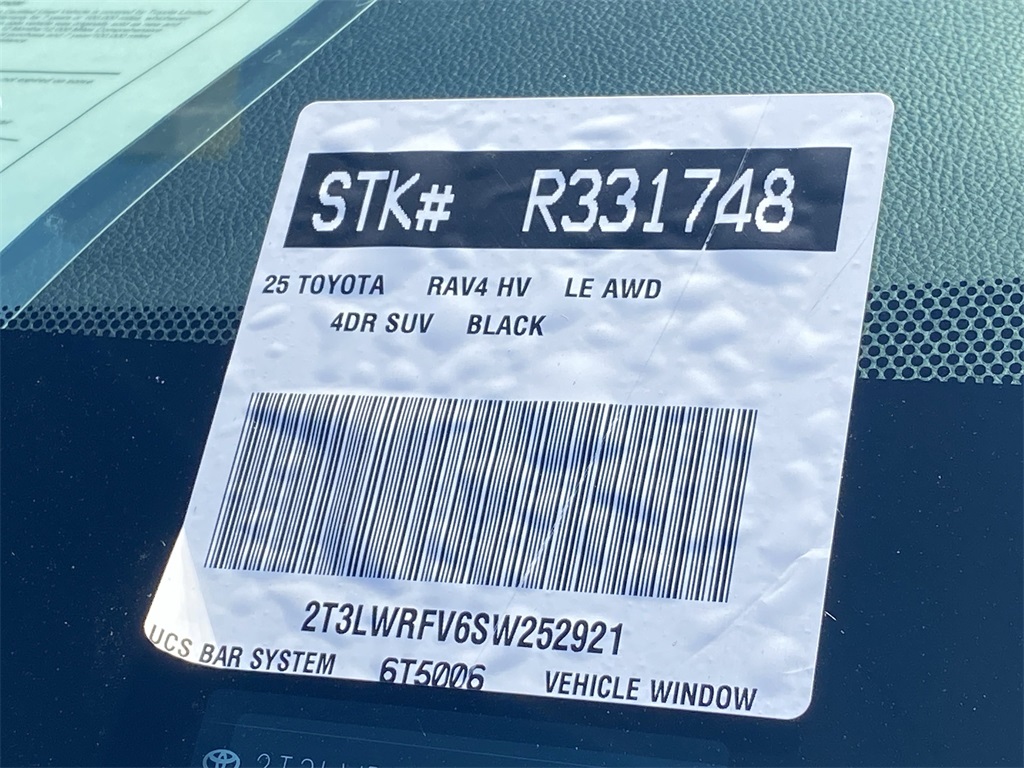 STK# R331748
25 TOYOTA RAV4 HV LE AWD
4DR SUV BLACK
2T3LWRFV6SW252921
UCS BAR SYSTEM 6T5006 VEHICLE WINDOW